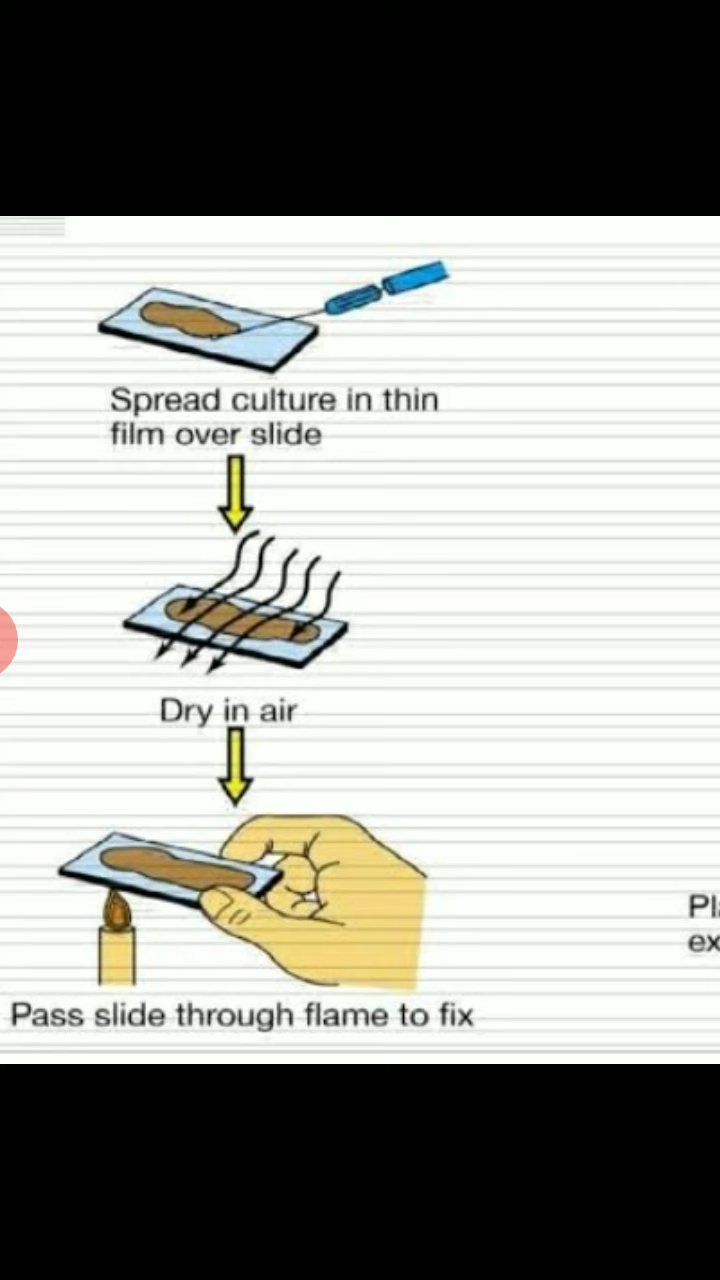 Spread culture in thin
film over slide
Dry in air
Pass slide through flame to fix